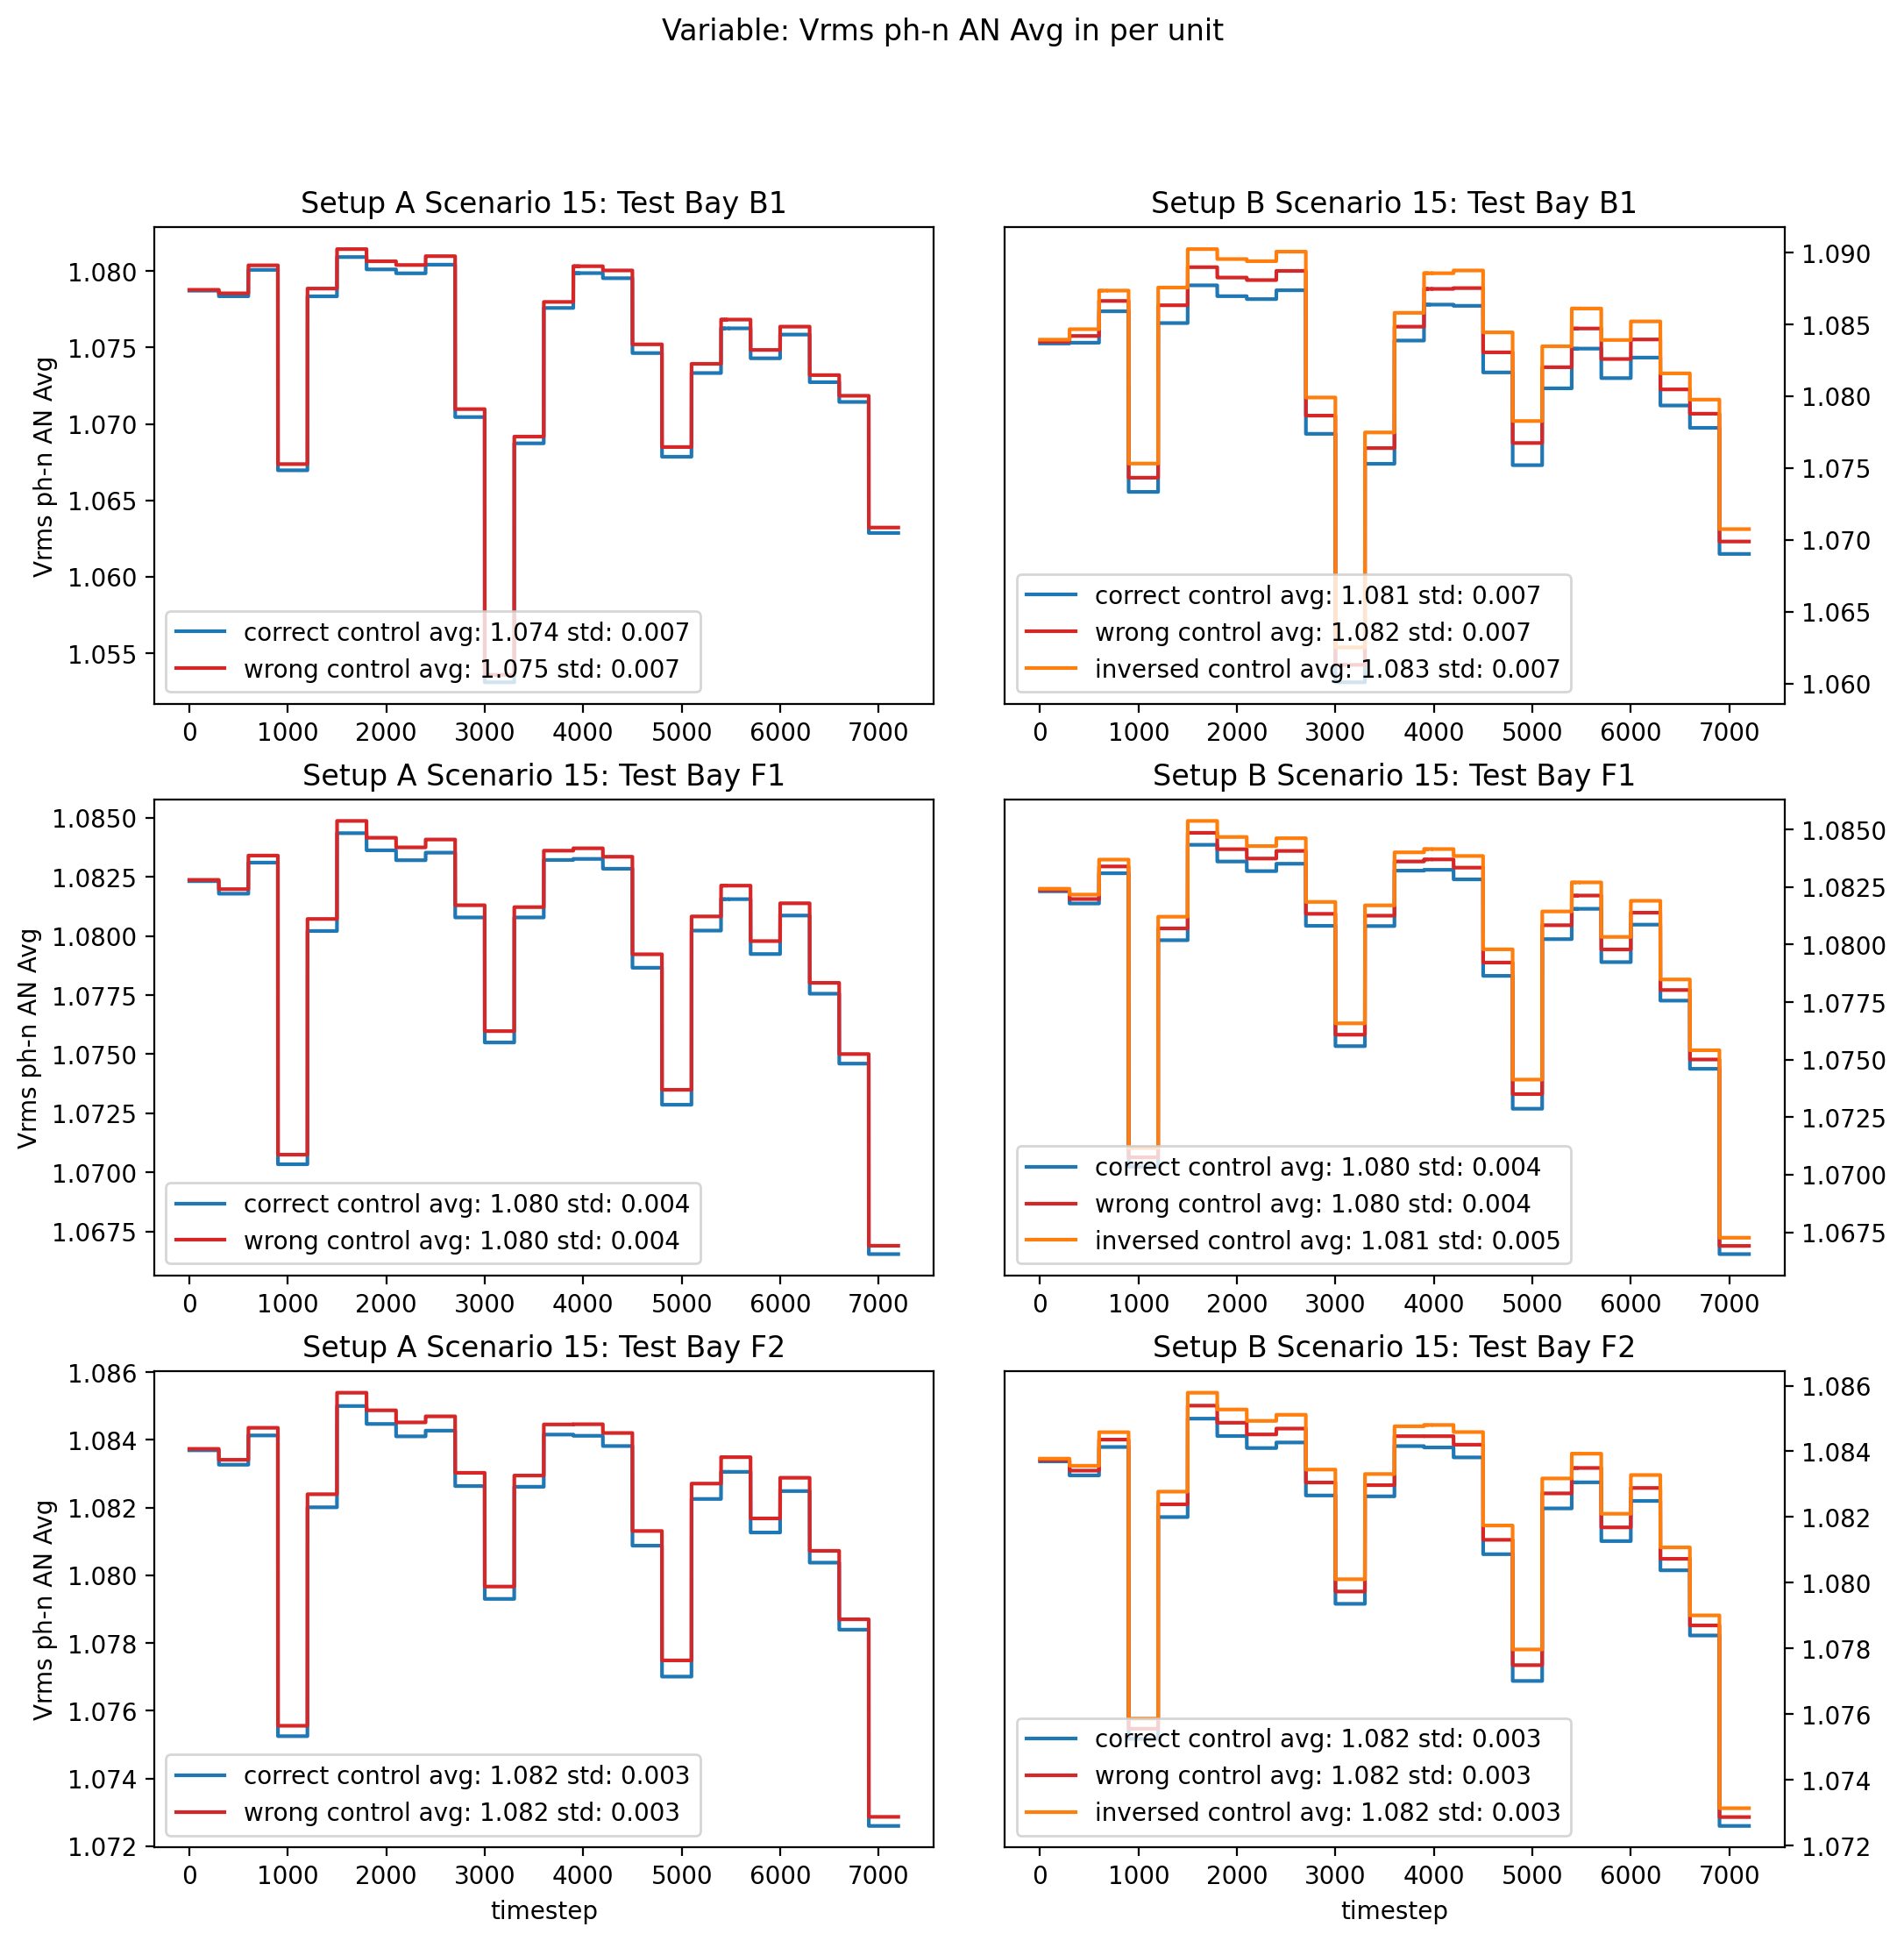 Variable: Vrms ph-n AN Avg in per unit
Setup A Scenario 15: Test Bay B1
Vrms ph-n AN Avg
1.080
1.075
1.070
1.065
1.060
1.055
correct control avg: 1.074 std: 0.007
wrong control avg: 1.075 std: 0.007
0 1000 2000 3000 4000 5000 6000 7000
Setup B Scenario 15: Test Bay B1
1.090
1.085
1.080
1.075
1.070
1.065
1.060
correct control avg: 1.081 std: 0.007
wrong control avg: 1.082 std: 0.007
inversed control avg: 1.083 std: 0.007
0 1000 2000 3000 4000 5000 6000 7000
Setup A Scenario 15: Test Bay F1
Vrms ph-n AN Avg
1.0850
1.0825
1.0800
1.0775
1.0750
1.0725
1.0700
1.0675
correct control avg: 1.080 std: 0.004
wrong control avg: 1.080 std: 0.004
0 1000 2000 3000 4000 5000 6000 7000
Setup B Scenario 15: Test Bay F1
1.0850
1.0825
1.0800
1.0775
1.0750
1.0725
1.0700
1.0675
correct control avg: 1.080 std: 0.004
wrong control avg: 1.080 std: 0.004
inversed control avg: 1.081 std: 0.005
0 1000 2000 3000 4000 5000 6000 7000
Setup A Scenario 15: Test Bay F2
Vrms ph-n AN Avg
1.086
1.084
1.082
1.080
1.078
1.076
1.074
1.072
correct control avg: 1.082 std: 0.003
wrong control avg: 1.082 std: 0.003
0 1000 2000 3000 4000 5000 6000 7000
timestep
Setup B Scenario 15: Test Bay F2
1.086
1.084
1.082
1.080
1.078
1.076
1.074
1.072
correct control avg: 1.082 std: 0.003
wrong control avg: 1.082 std: 0.003
inversed control avg: 1.082 std: 0.003
0 1000 2000 3000 4000 5000 6000 7000
timestep